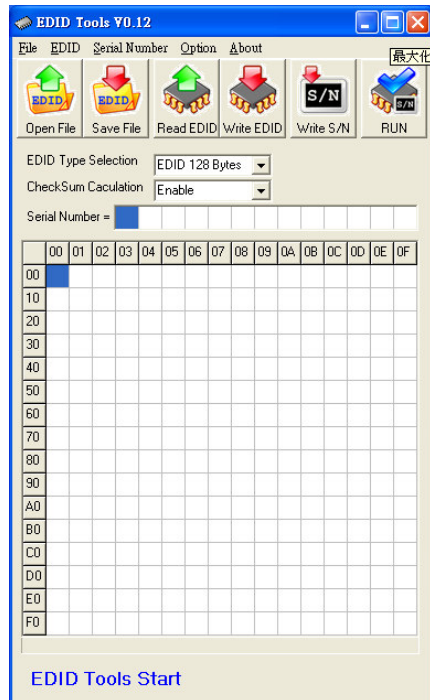 EDID Tools V0.12
File EDID Serial Number Option About
最大化
EDID EDID S/N S/N
Open File Save File Read EDID Write EDID Write S/N RUN
EDID Type Selection EDID 128 Bytes
CheckSum Caculation Enable
Serial Number =
00 01 02 03 04 05 06 07 08 09 0A 0B 0C 0D 0E 0F
00
10
20
30
40
50
60
70
80
90
A0
B0
C0
D0
E0
F0
EDID Tools Start